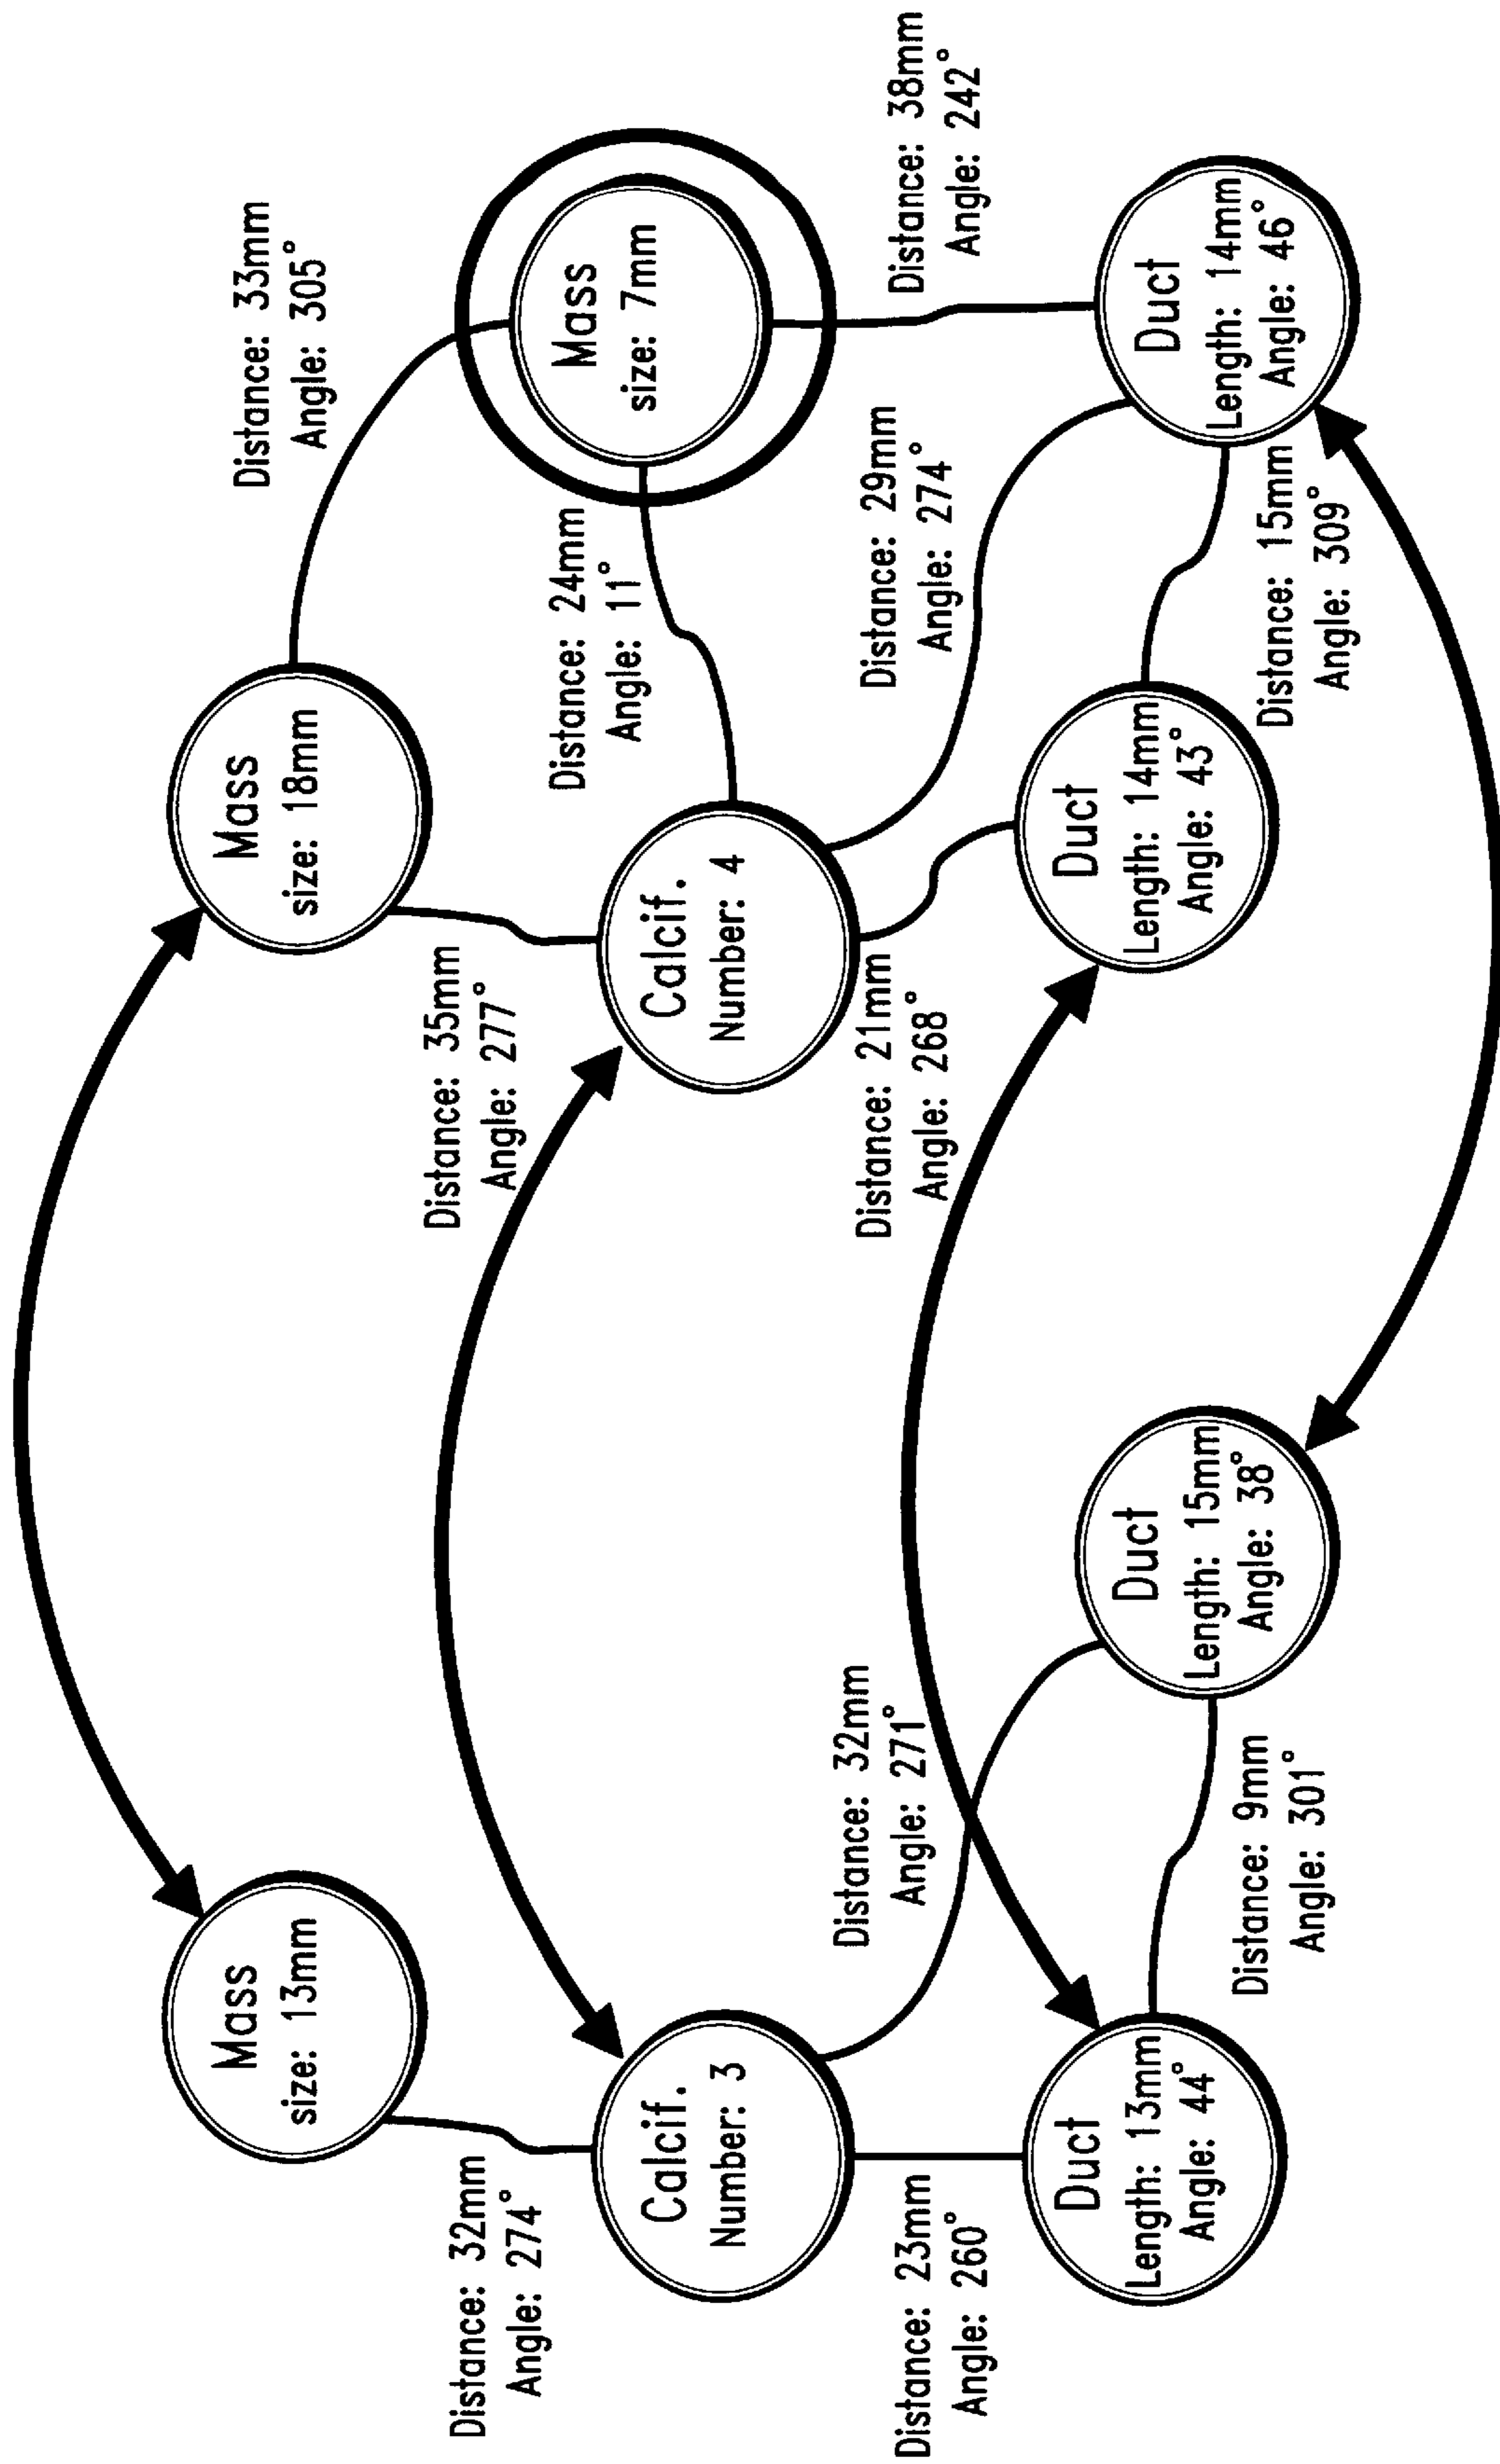 Mass
size: 13mm
Distance: 32mm
Angle: 274°
Calcif.
Number: 3
Distance: 23mm
Angle: 260°
Distance: 32mm
Angle: 271°
Duct
Length: 13mm
Angle: 44°
Distance: 9mm
Angle: 301°
Duct
Length: 15mm
Angle: 38°
Mass
size: 18mm
Distance: 33mm
Angle: 305°
Distance: 35mm
Angle: 277°
Distance: 24mm
Angle: 11°
Mass
size: 7mm
Calcif.
Number: 4
Distance: 21mm
Angle: 268°
Distance: 29mm
Angle: 274°
Distance: 38mm
Angle: 242°
Duct
Length: 14mm
Angle: 43°
Distance: 15mm
Angle: 309°
Duct
Length: 14mm
Angle: 46°